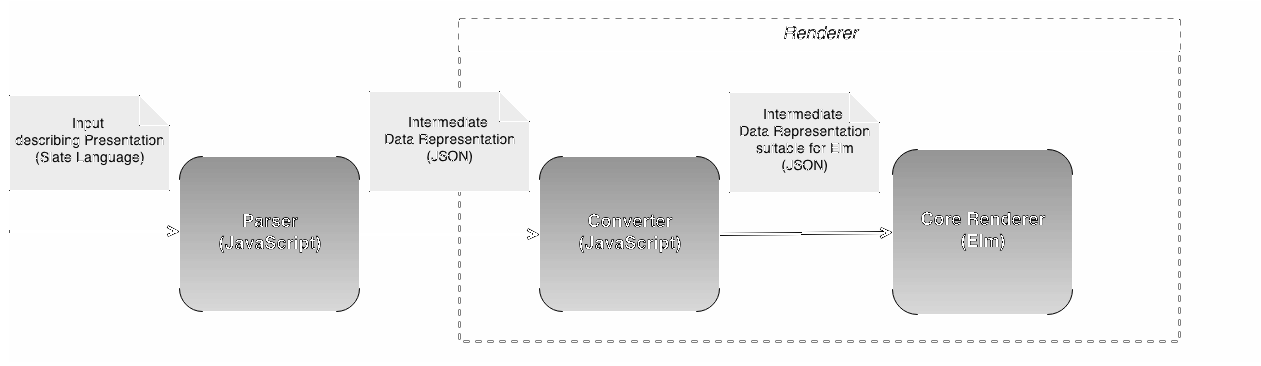 Renderer
Input
describing Presentation
(Slate Language)
Intermediate
Data Representation
(JSON)
Intermediate
Data Representation
suitable for Elm
(JSON)
Parser
(JavaScript)
Converter
(JavaScript)
Core Renderer
(Elm)